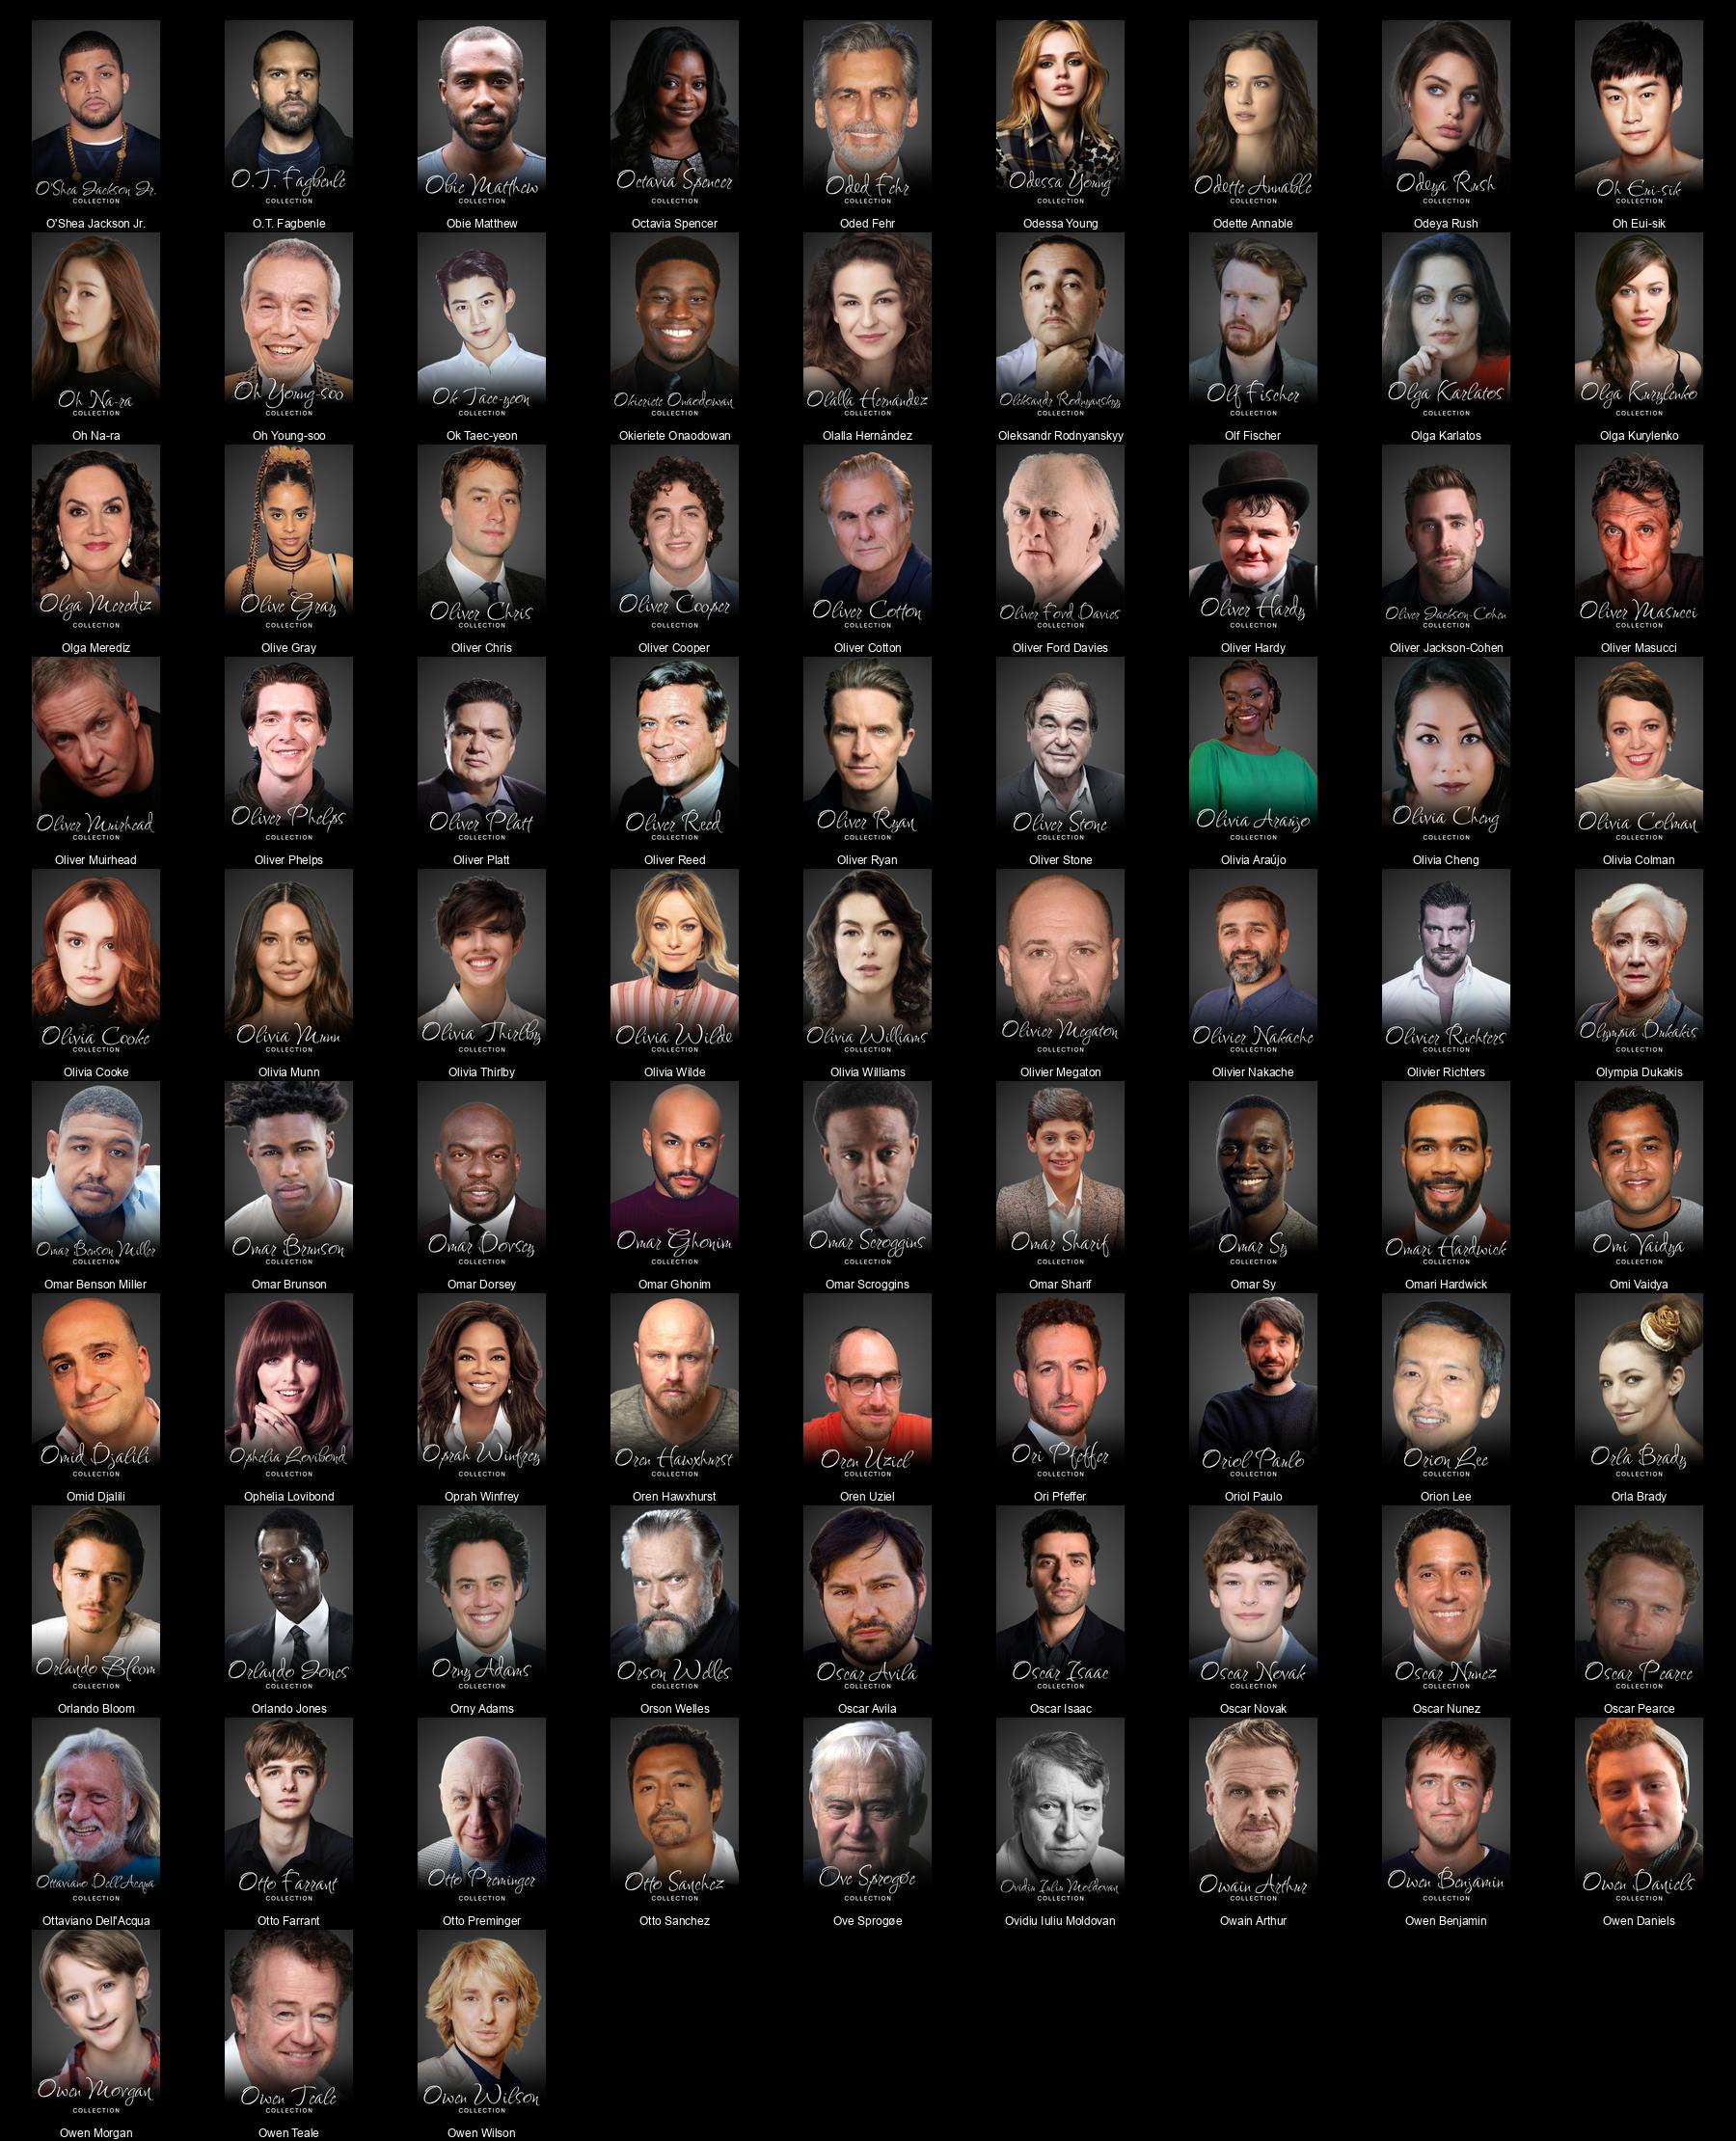 O'Shea Jackson Jr. O.T. Fagbenle Obie Matthew Octavia Spencer Oded Fehr Odessa Young Odette Annable Odeya Rush Oh Eui-sik
COLLECTION COLLECTION COLLECTION COLLECTION COLLECTION COLLECTION COLLECTION COLLECTION COLLECTION
O'Shea Jackson Jr. O.T. Fagbenle Obie Matthew Octavia Spencer Oded Fehr Odessa Young Odette Annable Odeya Rush Oh Eui-sik
Oh Na-ra Oh Young-soo Ok Taec-yeon Okieriete Onaodowan Olalla Hernández Oleksandr Rodnyanskyy Olf Fischer Olga Karlatos Olga Kurylenko
COLLECTION COLLECTION COLLECTION COLLECTION COLLECTION COLLECTION COLLECTION COLLECTION COLLECTION
Oh Na-ra Oh Young-soo Ok Taec-yeon Okieriete Onaodowan Olalla Hernández Oleksandr Rodnyanskyy Olf Fischer Olga Karlatos Olga Kurylenko
Olga Merediz Olive Gray Oliver Chris Oliver Cooper Oliver Cotton Oliver Ford Davies Oliver Hardy Oliver Jackson-Cohen Oliver Masucci
COLLECTION COLLECTION COLLECTION COLLECTION COLLECTION COLLECTION COLLECTION COLLECTION COLLECTION
Olga Merediz Olive Gray Oliver Chris Oliver Cooper Oliver Cotton Oliver Ford Davies Oliver Hardy Oliver Jackson-Cohen Oliver Masucci
Oliver Muirhead Oliver Phelps Oliver Platt Oliver Reed Oliver Ryan Oliver Stone Olivia Araújo Olivia Cheng Olivia Colman
COLLECTION COLLECTION COLLECTION COLLECTION COLLECTION COLLECTION COLLECTION COLLECTION COLLECTION
Oliver Muirhead Oliver Phelps Oliver Platt Oliver Reed Oliver Ryan Oliver Stone Olivia Araújo Olivia Cheng Olivia Colman
Olivia Cooke Olivia Munn Olivia Thirlby Olivia Wilde Olivia Williams Olivier Megaton Olivier Nakache Olivier Richters Olympia Dukakis
COLLECTION COLLECTION COLLECTION COLLECTION COLLECTION COLLECTION COLLECTION COLLECTION COLLECTION
Olivia Cooke Olivia Munn Olivia Thirlby Olivia Wilde Olivia Williams Olivier Megaton Olivier Nakache Olivier Richters Olympia Dukakis
Omar Benson Miller Omar Brunson Omar Dorsey Omar Ghonim Omar Scroggins Omar Sharif Omar Sy Omari Hardwick Omi Vaidya
COLLECTION COLLECTION COLLECTION COLLECTION COLLECTION COLLECTION COLLECTION COLLECTION COLLECTION
Omar Benson Miller Omar Brunson Omar Dorsey Omar Ghonim Omar Scroggins Omar Sharif Omar Sy Omari Hardwick Omi Vaidya
Omid Djalili Ophelia Lovibond Oprah Winfrey Oren Hawxhurst Oren Uziel Ori Pfeffer Oriol Paulo Orion Lee Orla Brady
COLLECTION COLLECTION COLLECTION COLLECTION COLLECTION COLLECTION COLLECTION COLLECTION COLLECTION
Omid Djalili Ophelia Lovibond Oprah Winfrey Oren Hawxhurst Oren Uziel Ori Pfeffer Oriol Paulo Orion Lee Orla Brady
Orlando Bloom Orlando Jones Orny Adams Orson Welles Oscar Avila Oscar Isaac Oscar Novak Oscar Nunez Oscar Pearce
COLLECTION COLLECTION COLLECTION COLLECTION COLLECTION COLLECTION COLLECTION COLLECTION COLLECTION
Orlando Bloom Orlando Jones Orny Adams Orson Welles Oscar Avila Oscar Isaac Oscar Novak Oscar Nunez Oscar Pearce
Ottaviano Dell'Acqua Otto Farrant Otto Preminger Otto Sanchez Ove Sprogøe Ovidiu Iuliu Moldovan Owain Arthur Owen Benjamin Owen Daniels
COLLECTION COLLECTION COLLECTION COLLECTION COLLECTION COLLECTION COLLECTION COLLECTION COLLECTION
Ottaviano Dell'Acqua Otto Farrant Otto Preminger Otto Sanchez Ove Sprogøe Ovidiu Iuliu Moldovan Owain Arthur Owen Benjamin Owen Daniels
Owen Morgan Owen Teale Owen Wilson
COLLECTION COLLECTION COLLECTION
Owen Morgan Owen Teale Owen Wilson